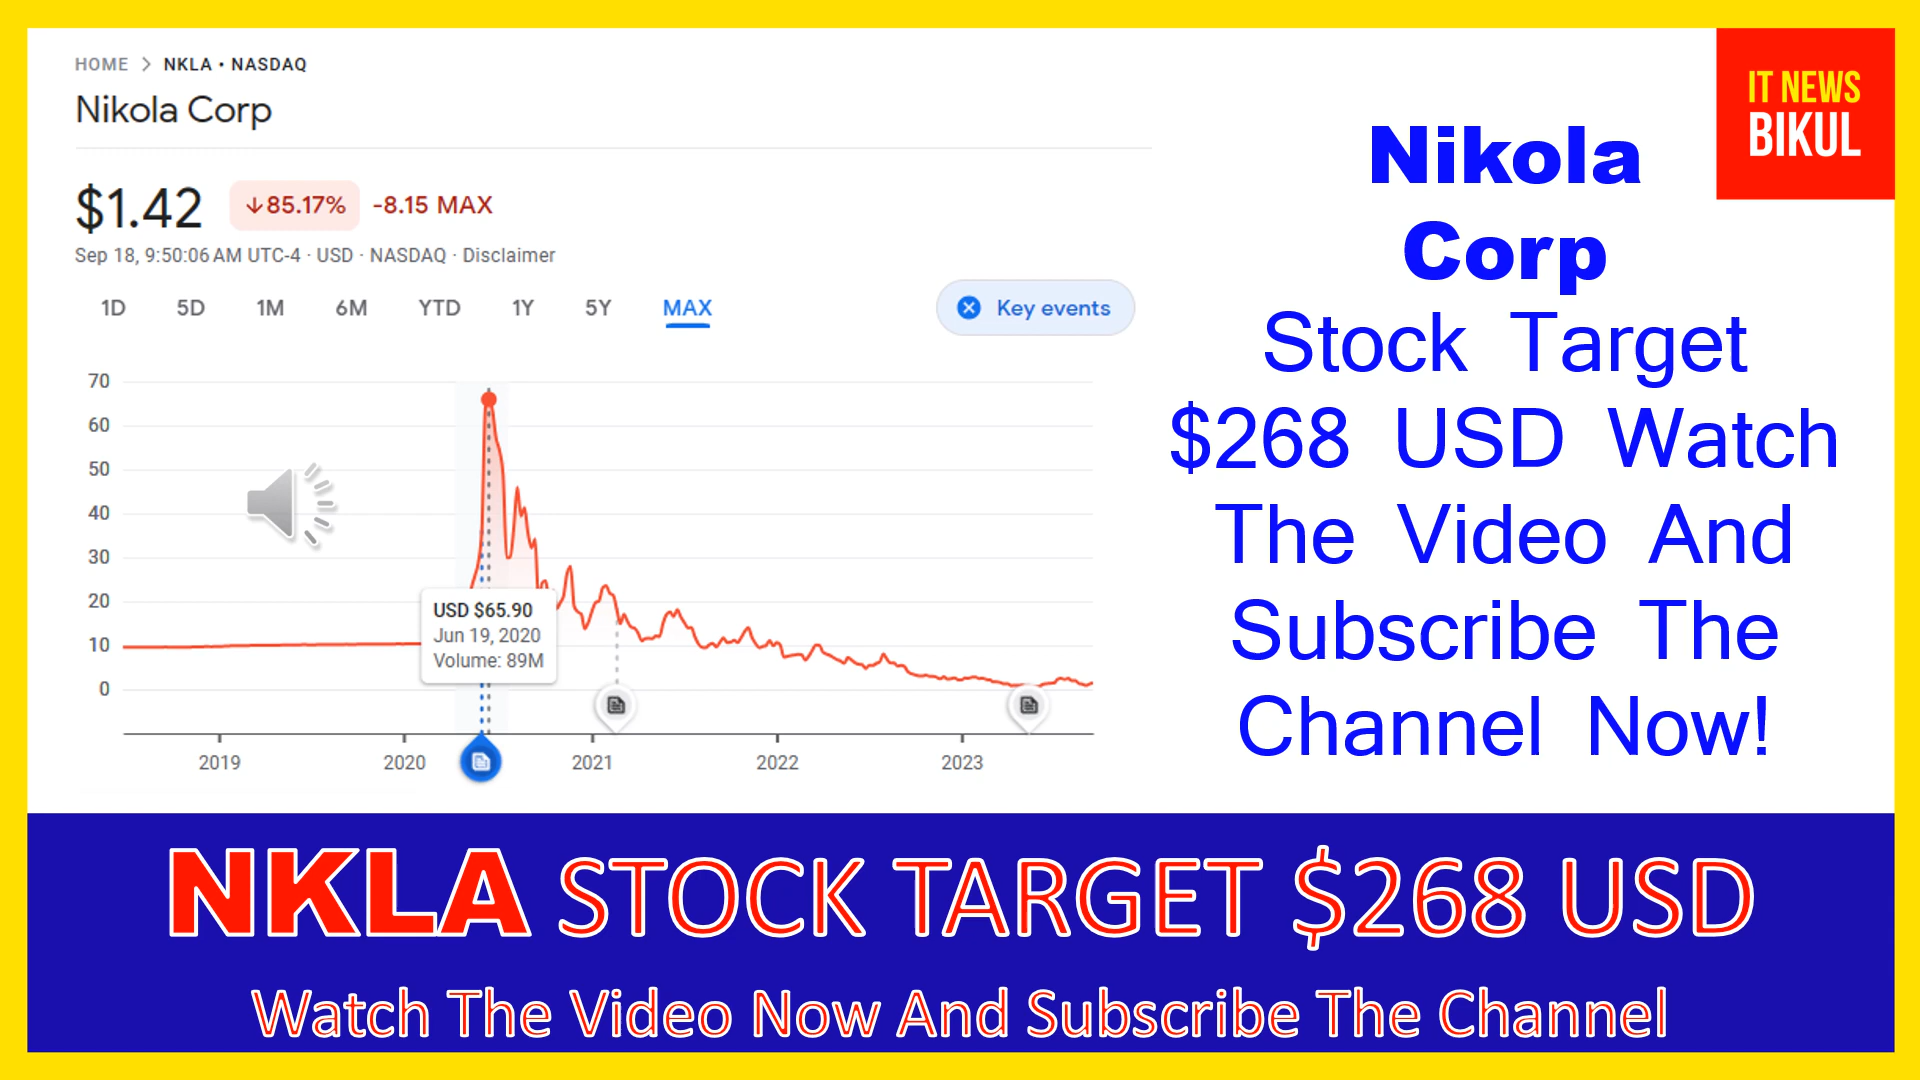 HOME > NKLA • NASDAQ
Nikola Corp
$1.42 ↓85.17% -8.15 MAX
Sep 18, 9:50:06 AM UTC-4 · USD · NASDAQ · Disclaimer
1D 5D 1M 6M YTD 1Y 5Y MAX
Key events
70
60
50
40
30
20
10
0
USD $65.90
Jun 19, 2020
Volume: 89M
2019 2020 2021 2022 2023
IT NEWS
BIKUL
Nikola
Corp
Stock Target
$268 USD Watch
The Video And
Subscribe The
Channel Now!
NKLA STOCK TARGET $268 USD
Watch The Video Now And Subscribe The Channel